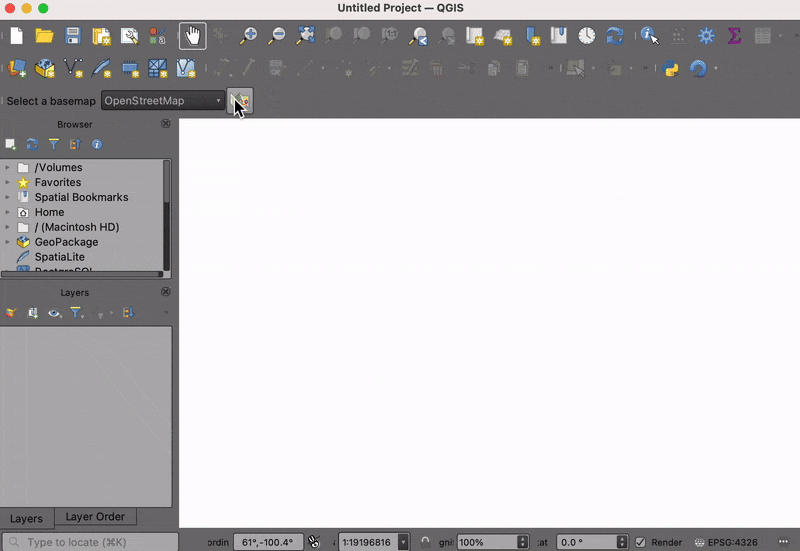 Untitled Project — QGIS
Select a basemap OpenStreetMap
Browser
/Volumes
Favorites
Spatial Bookmarks
Home
/ (Macintosh HD)
GeoPackage
SpatiaLite
PostgreSQL
Layers
Layers Layer Order
Type to locate (⌘K) ordin 61°,-100.4° 1:19196816 gni 100% :at 0.0 ° Render EPSG:4326